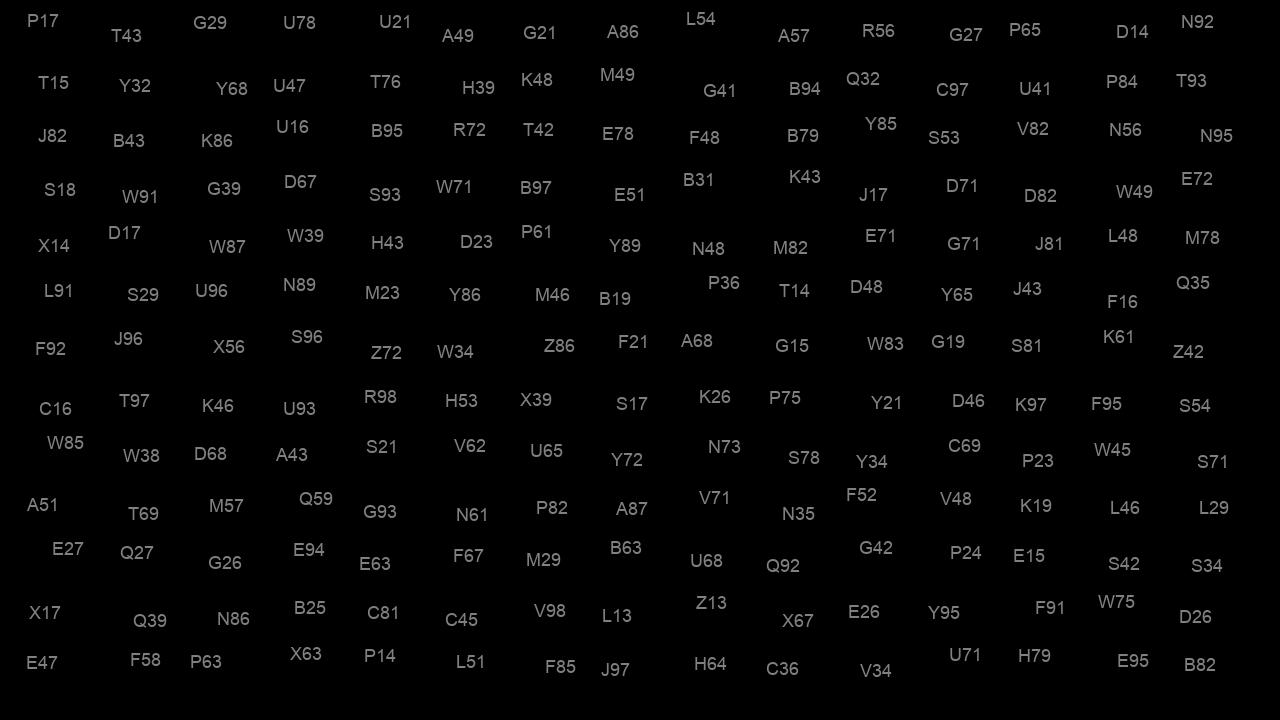 P17 T43 G29 U78 U21 A49 G21 A86 L54 A57 R56 G27 P65 D14 N92
T15 Y32 Y68 U47 T76 H39 K48 M49 G41 B94 Q32 C97 U41 P84 T93
J82 B43 K86 U16 B95 R72 T42 E78 F48 B79 Y85 S53 V82 N56 N95
S18 W91 G39 D67 S93 W71 B97 E51 B31 K43 J17 D71 D82 W49 E72
X14 D17 W87 W39 H43 D23 P61 Y89 N48 M82 E71 G71 J81 L48 M78
L91 S29 U96 N89 M23 Y86 M46 B19 P36 T14 D48 Y65 J43 F16 Q35
F92 J96 X56 S96 Z72 W34 Z86 F21 A68 G15 W83 G19 S81 K61 Z42
C16 T97 K46 U93 R98 H53 X39 S17 K26 P75 Y21 D46 K97 F95 S54
W85 W38 D68 A43 S21 V62 U65 Y72 N73 S78 Y34 C69 P23 W45 S71
A51 T69 M57 Q59 G93 N61 P82 A87 V71 N35 F52 V48 K19 L46 L29
E27 Q27 G26 E94 E63 F67 M29 B63 U68 Q92 G42 P24 E15 S42 S34
X17 Q39 N86 B25 C81 C45 V98 L13 Z13 X67 E26 Y95 F91 W75 D26
E47 F58 P63 X63 P14 L51 F85 J97 H64 C36 V34 U71 H79 E95 B82